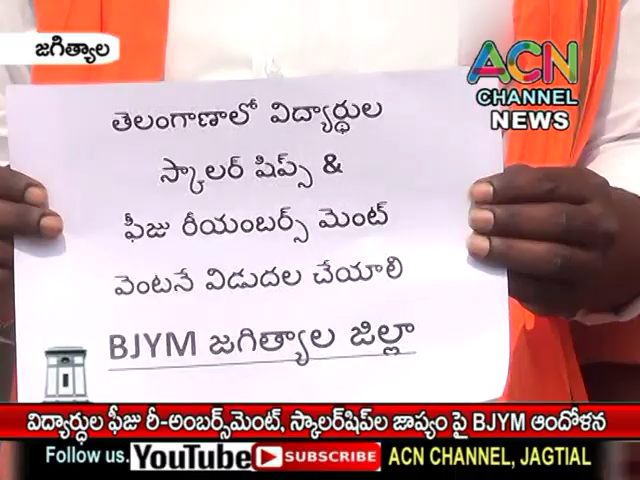 జగిత్యాల
ACN
CHANNEL
NEWS
తెలంగాణాలో విద్యార్థుల
స్కాలర్ షిప్స్ &
ఫీజు రీయంబర్స్ మెంట్
వెంటనే విడుదల చేయాలి
BJYM జగిత్యాల జిల్లా
విద్యార్థుల ఫీజు రీ-అంబర్స్‌మెంట్, స్కాలర్‌షిప్‌ల జాప్యం పై BJYM ఆందోళన
Follow us. YouTube SUBSCRIBE ACN CHANNEL, JAGTIAL